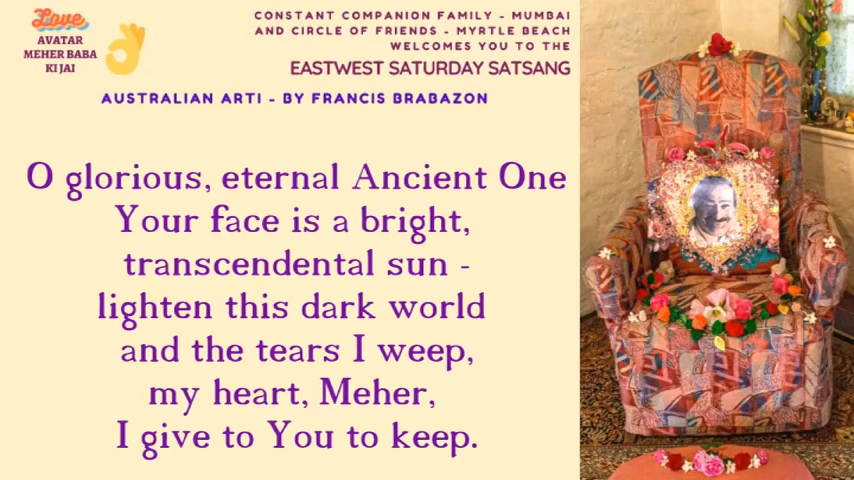 Love
AVATAR
MEHER BABA
KI JAI
CONSTANT COMPANION FAMILY - MUMBAI
AND CIRCLE OF FRIENDS - MYRTLE BEACH
WELCOMES YOU TO THE
EASTWEST SATURDAY SATSANG
AUSTRALIAN ARTI - BY FRANCIS BRABAZON
O glorious, eternal Ancient One
Your face is a bright,
transcendental sun -
lighten this dark world
and the tears I weep,
my heart, Meher,
I give to You to keep.